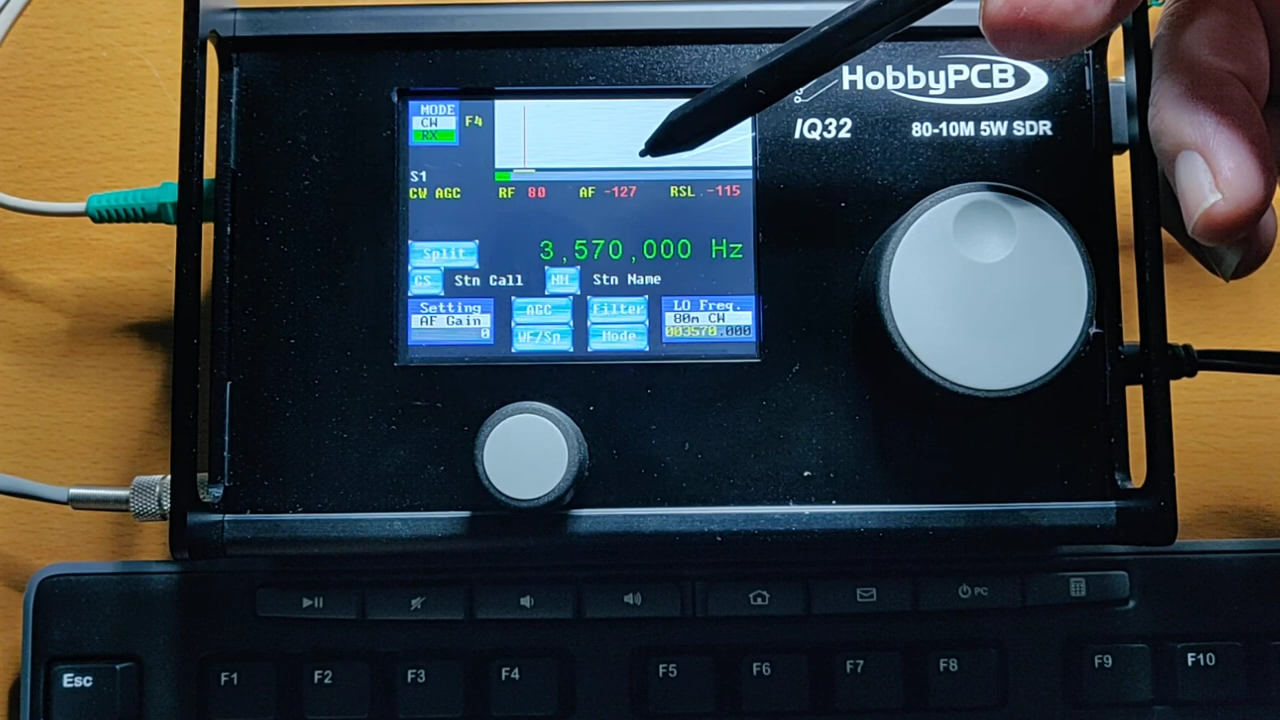 HobbyPCB
IQ32
80-10M 5W SDR
MODE
CW
RX
F4
S1
CW AGC
RF 80 AF -127 RSL -115
Split
3,570,000 Hz
CS Stn Call NM Stn Name
Setting
AF Gain
0
AGC
Filter
WF/Sp
Mode
LO Freq.
80m CW
003570.000
PC
Esc
F1
F2
F3
F4
F5
F6
F7
F8
F9
F10